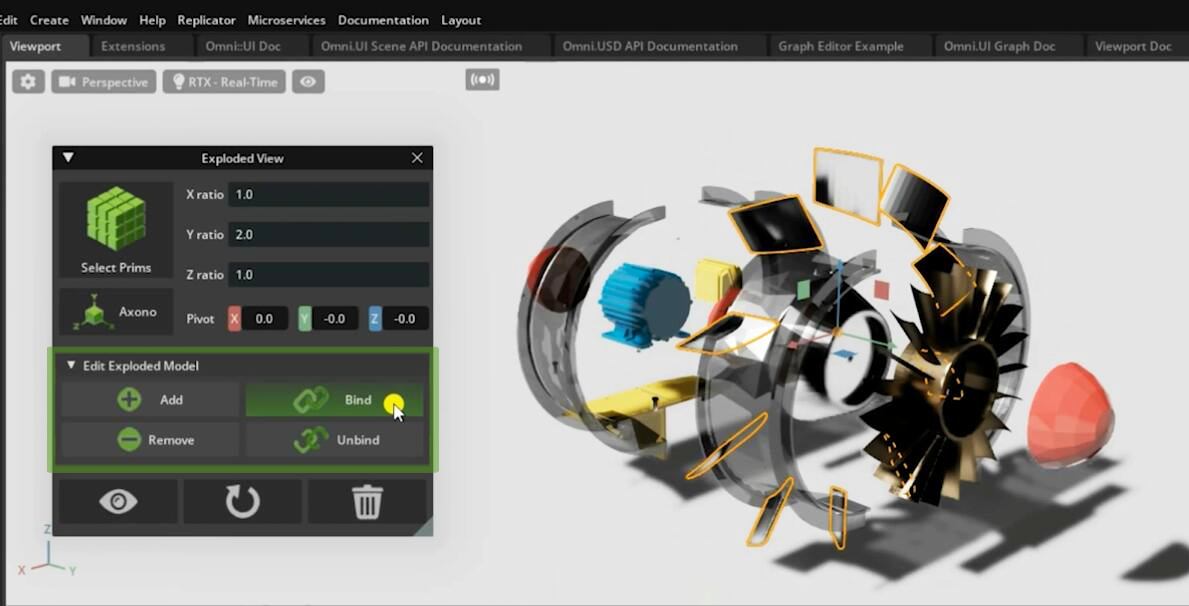 Edit Create Window Help Replicator Microservices Documentation Layout
Viewport Extensions Omni::UI Doc Omni.UI Scene API Documentation Omni.USD API Documentation Graph Editor Example Omni.UI Graph Doc Viewport Doc
Perspective RTX - Real-Time
Exploded View
X ratio 1.0
Y ratio 2.0
Select Prims
Z ratio 1.0
Axono
Pivot X 0.0 Y -0.0 Z -0.0
Edit Exploded Model
Add Bind
Remove Unbind
Z
X Y